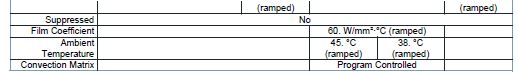 (ramped) (ramped)
Suppressed No
Film Coefficient 60. W/mm²·°C (ramped)
Ambient 45. °C 38. °C
Temperature (ramped) (ramped)
Convection Matrix Program Controlled